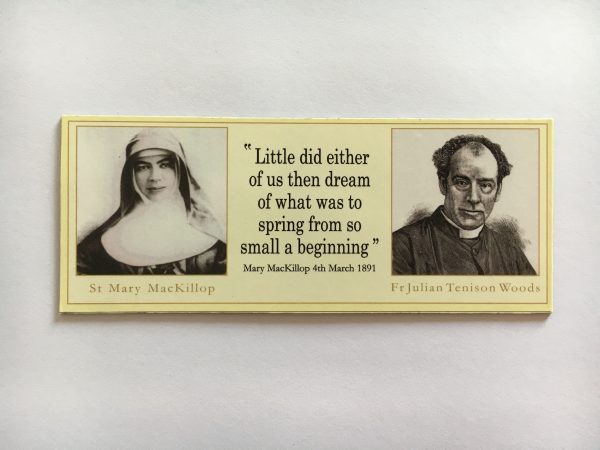 “Little did either
of us then dream
of what was to
spring from so
small a beginning”
Mary MacKillop 4th March 1891
St Mary MacKillop
Fr Julian Tenison Woods